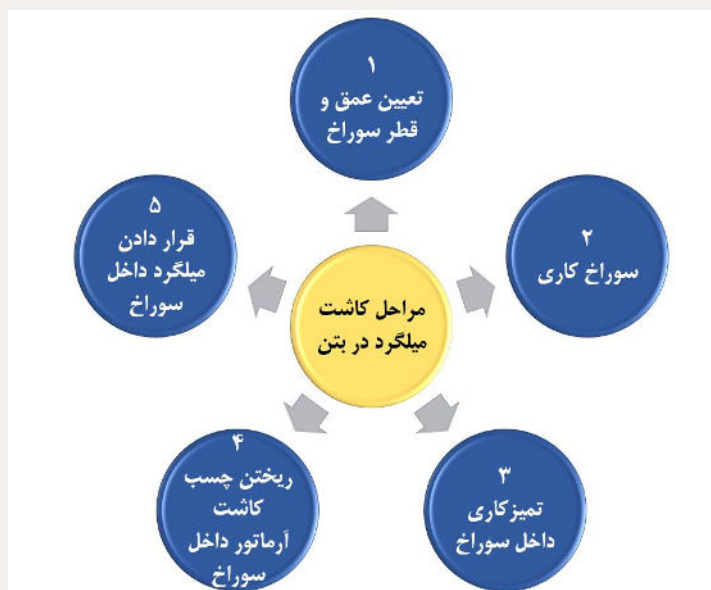 ۱
تعیین عمق و
قطر سوراخ
۲
سوراخ کاری
۳
تمیزکاری
داخل سوراخ
۴
ریختن چسب
کاشت
آرماتور داخل
سوراخ
۵
قرار دادن
میلگرد داخل
سوراخ
مراحل کاشت
میلگرد در بتن